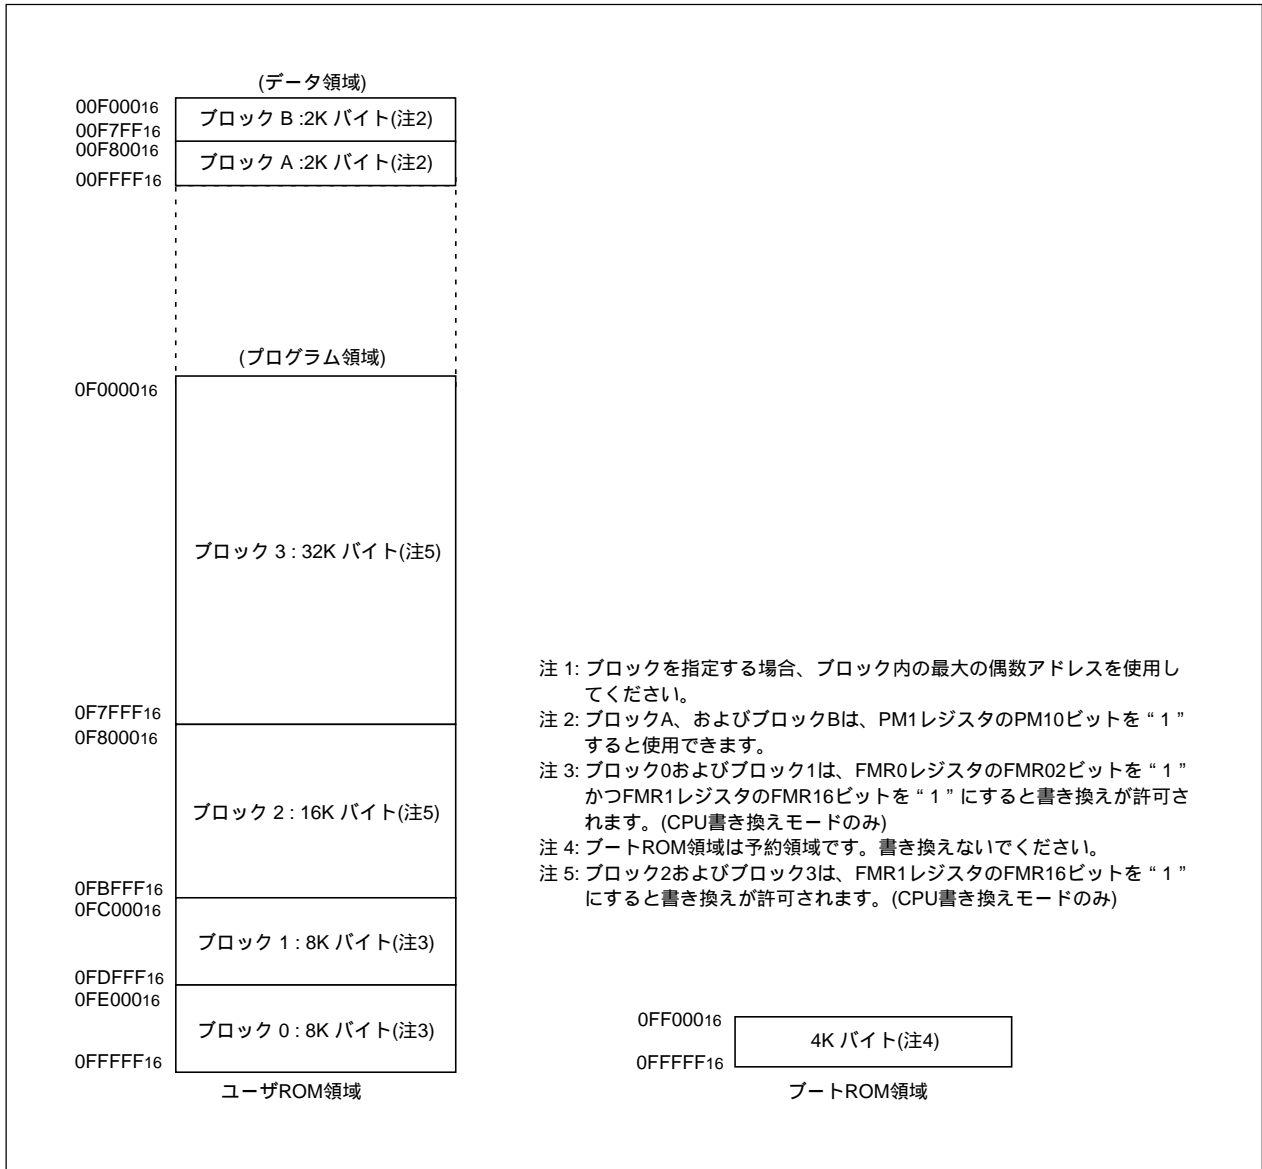 (データ領域)
00F00016
ブロック B :2K バイト(注2)
00F7FF16
00F80016
ブロック A :2K バイト(注2)
00FFFF16
(プログラム領域)
0F000016
ブロック 3 : 32K バイト(注5)
0F7FFF16
0F800016
ブロック 2 : 16K バイト(注5)
0FBFFF16
0FC00016
ブロック 1 : 8K バイト(注3)
0FDFFF16
0FE00016
ブロック 0 : 8K バイト(注3)
0FFFFF16
ユーザROM領域
注 1: ブロックを指定する場合、ブロック内の最大の偶数アドレスを使用し
てください。
注 2: ブロックA、およびブロックBは、PM1レジスタのPM10ビットを “ 1 ”
すると使用できます。
注 3: ブロック0およびブロック1は、FMR0レジスタのFMR02ビットを “ 1 ”
かつFMR1レジスタのFMR16ビットを “ 1 ” にすると書き換えが許可さ
れます。(CPU書き換えモードのみ)
注 4: ブートROM領域は予約領域です。書き換えないでください。
注 5: ブロック2およびブロック3は、FMR1レジスタのFMR16ビットを “ 1 ”
にすると書き換えが許可されます。(CPU書き換えモードのみ)
0FF00016
4K バイト(注4)
0FFFFF16
ブートROM領域